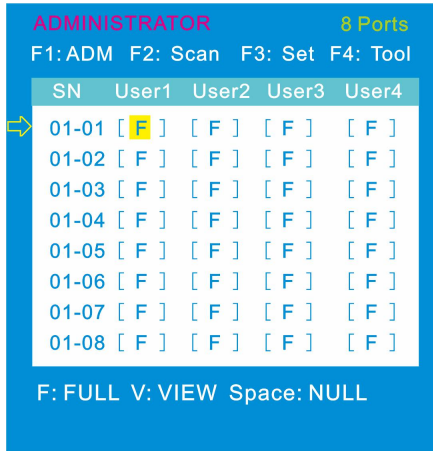 ADMINISTRATOR 8 Ports
F1: ADM F2: Scan F3: Set F4: Tool
SN User1 User2 User3 User4
01-01 [ F ] [ F ] [ F ] [ F ]
01-02 [ F ] [ F ] [ F ] [ F ]
01-03 [ F ] [ F ] [ F ] [ F ]
01-04 [ F ] [ F ] [ F ] [ F ]
01-05 [ F ] [ F ] [ F ] [ F ]
01-06 [ F ] [ F ] [ F ] [ F ]
01-07 [ F ] [ F ] [ F ] [ F ]
01-08 [ F ] [ F ] [ F ] [ F ]
F: FULL V: VIEW Space: NULL